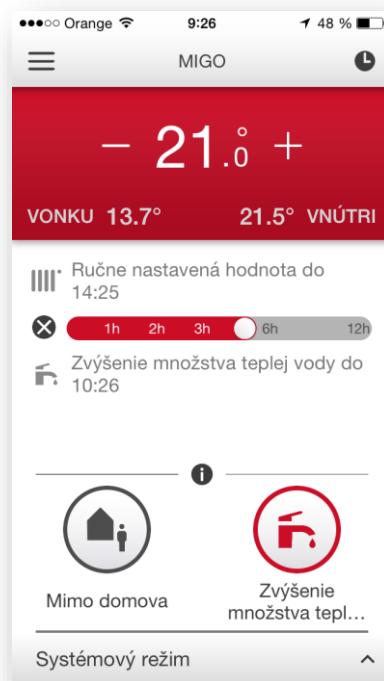 Orange 9:26 48 %
MIGO
− 21.0° +
VONKU 13.7° 21.5° VNÚTRI
Ručne nastavená hodnota do
14:25
1h 2h 3h 6h 12h
Zvýšenie množstva teplej vody do
10:26
Mimo domova
Zvýšenie
množstva tepl...
Systémový režim